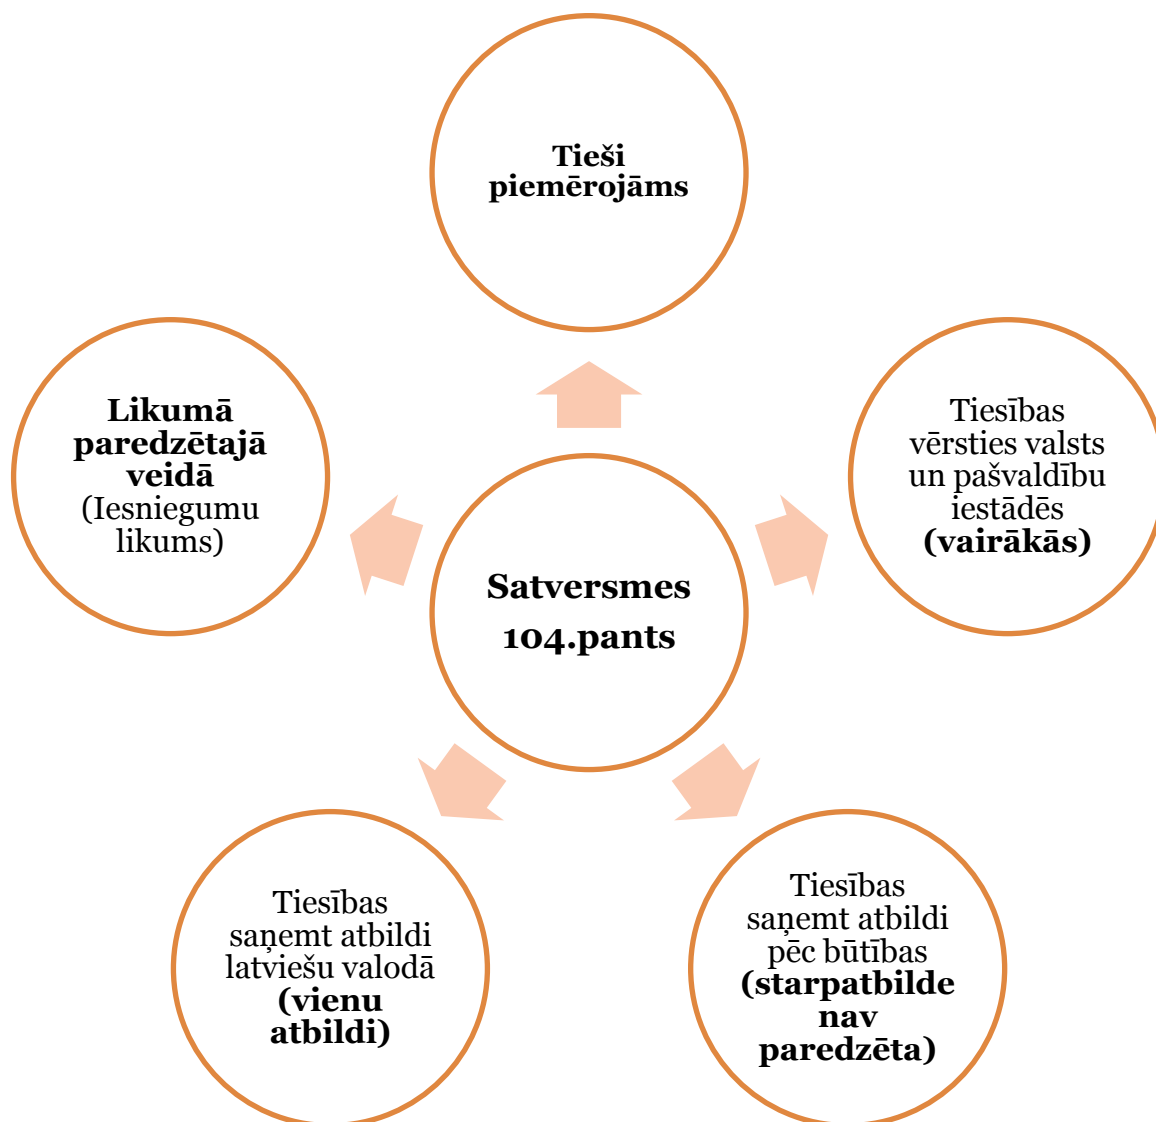 Tieši
piemērojāms
Likumā
paredzētajā
veidā
(Iesniegumu
likums)
Tiesības
vērsties valsts
un pašvaldību
iestādēs
(vairākās)
Satversmes
104.pants
Tiesības
saņemt atbildi
latviešu valodā
(vienu
atbildi)
Tiesības
saņemt atbildi
pēc būtības
(starpatbilde
nav
paredzēta)